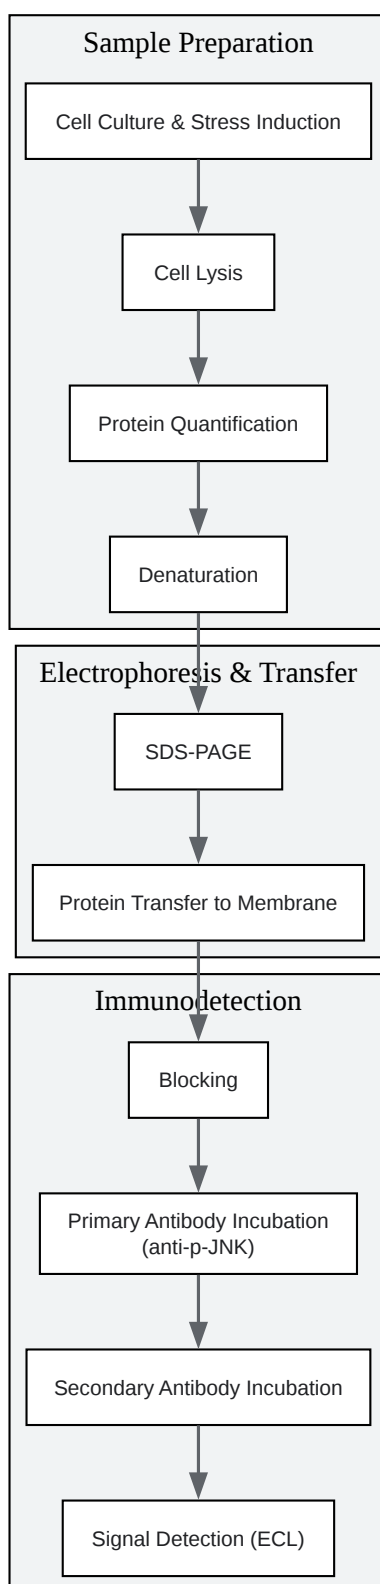 Sample Preparation
Cell Culture & Stress Induction
Cell Lysis
Protein Quantification
Denaturation
Electrophoresis & Transfer
SDS-PAGE
Protein Transfer to Membrane
Immunodetection
Blocking
Primary Antibody Incubation
(anti-p-JNK)
Secondary Antibody Incubation
Signal Detection (ECL)